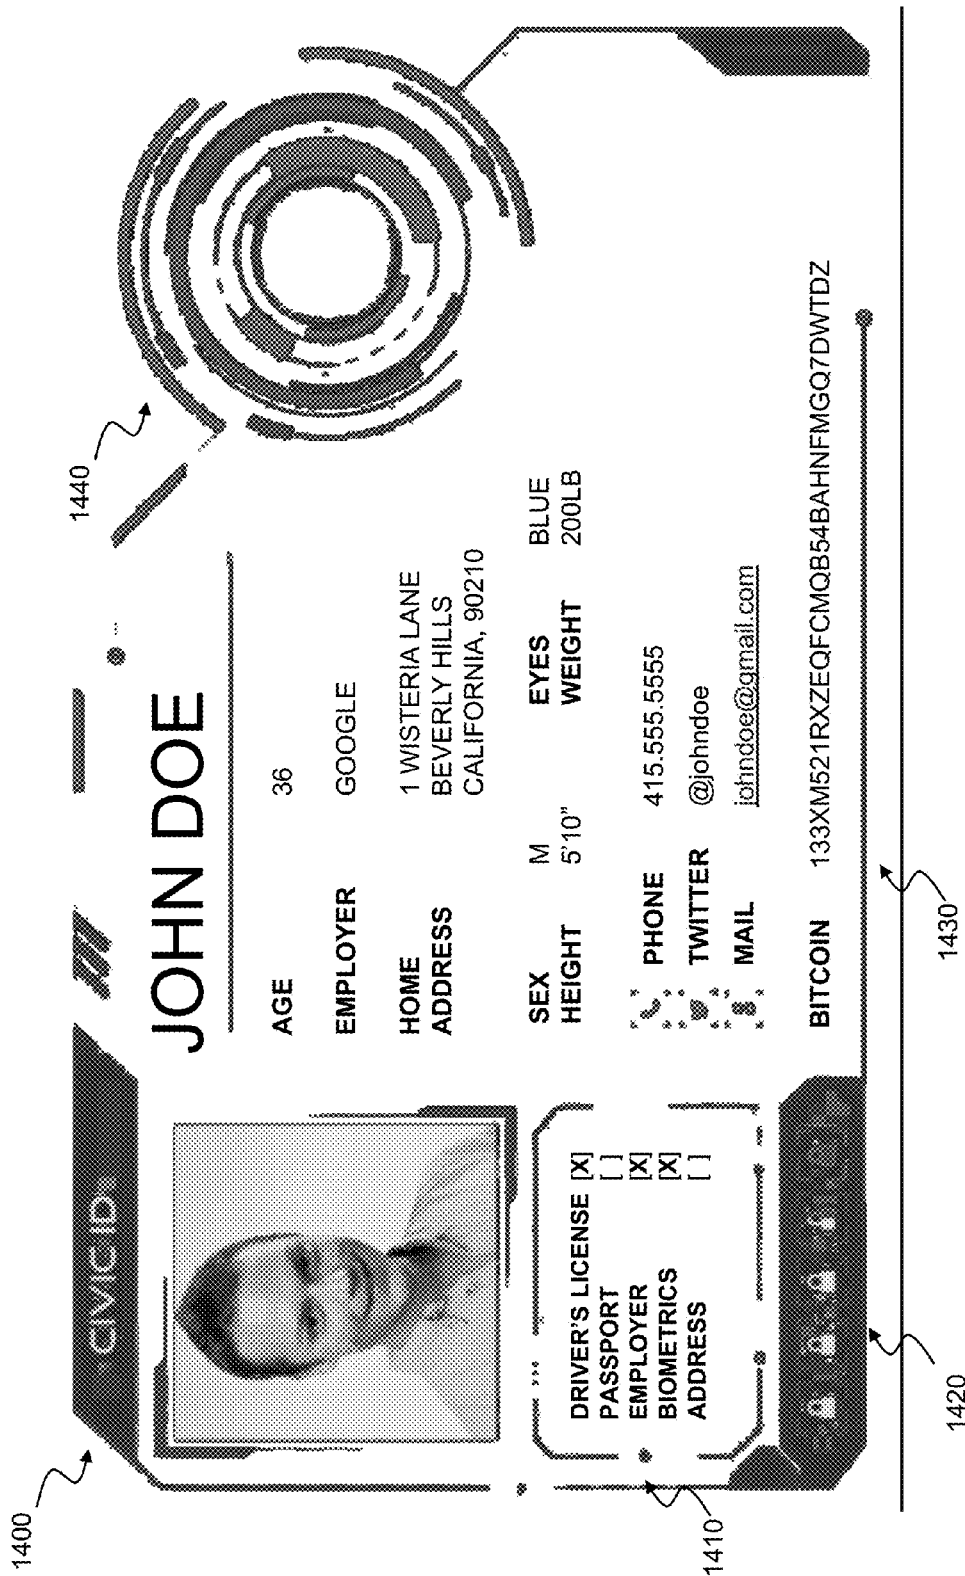 1400
CIVIC ID
1440
JOHN DOE
AGE 36
EMPLOYER GOOGLE
HOME ADDRESS 1 WISTERIA LANE
BEVERLY HILLS
CALIFORNIA, 90210
SEX M EYES BLUE
HEIGHT 5'10" WEIGHT 200LB
PHONE 415.555.5555
TWITTER @johndoe
MAIL johndoe@gmail.com
BITCOIN 133XM521RXZEQFCMQB54BAHNFMGQ7DWTDZ
DRIVER'S LICENSE [X]
PASSPORT [ ]
EMPLOYER [X]
BIOMETRICS [X]
ADDRESS [ ]
1410
1420
1430